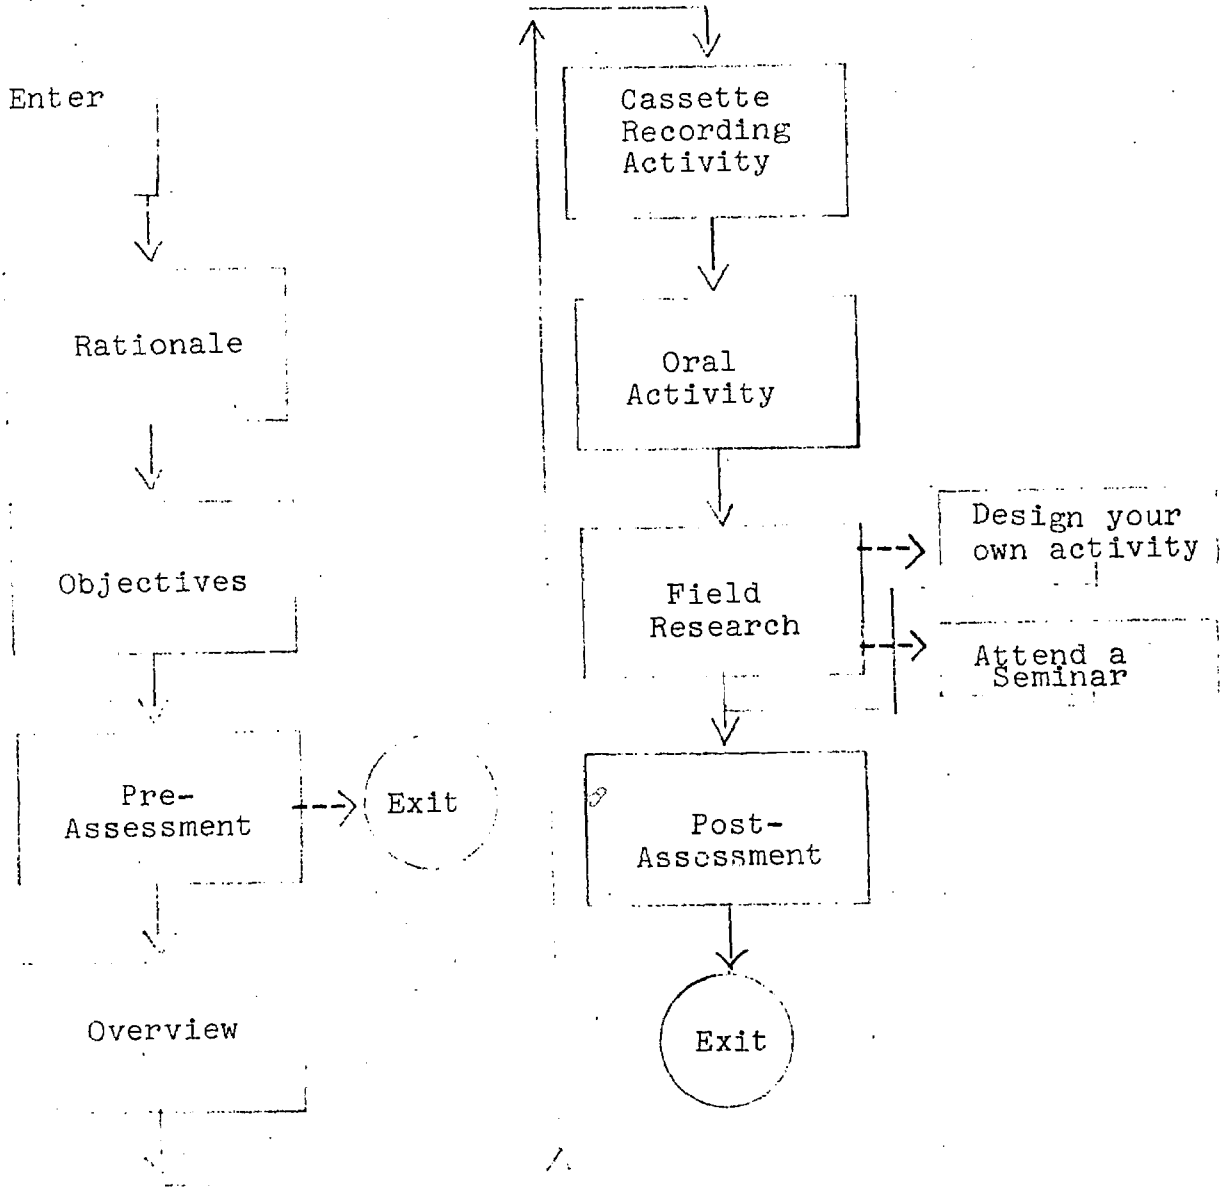 Enter
Rationale
Objectives
Pre-
Assessment
Exit
Overview
Cassette
Recording
Activity
Oral
Activity
Field
Research
Design your
own activity
Attend a
Seminar
Post-
Assessment
Exit